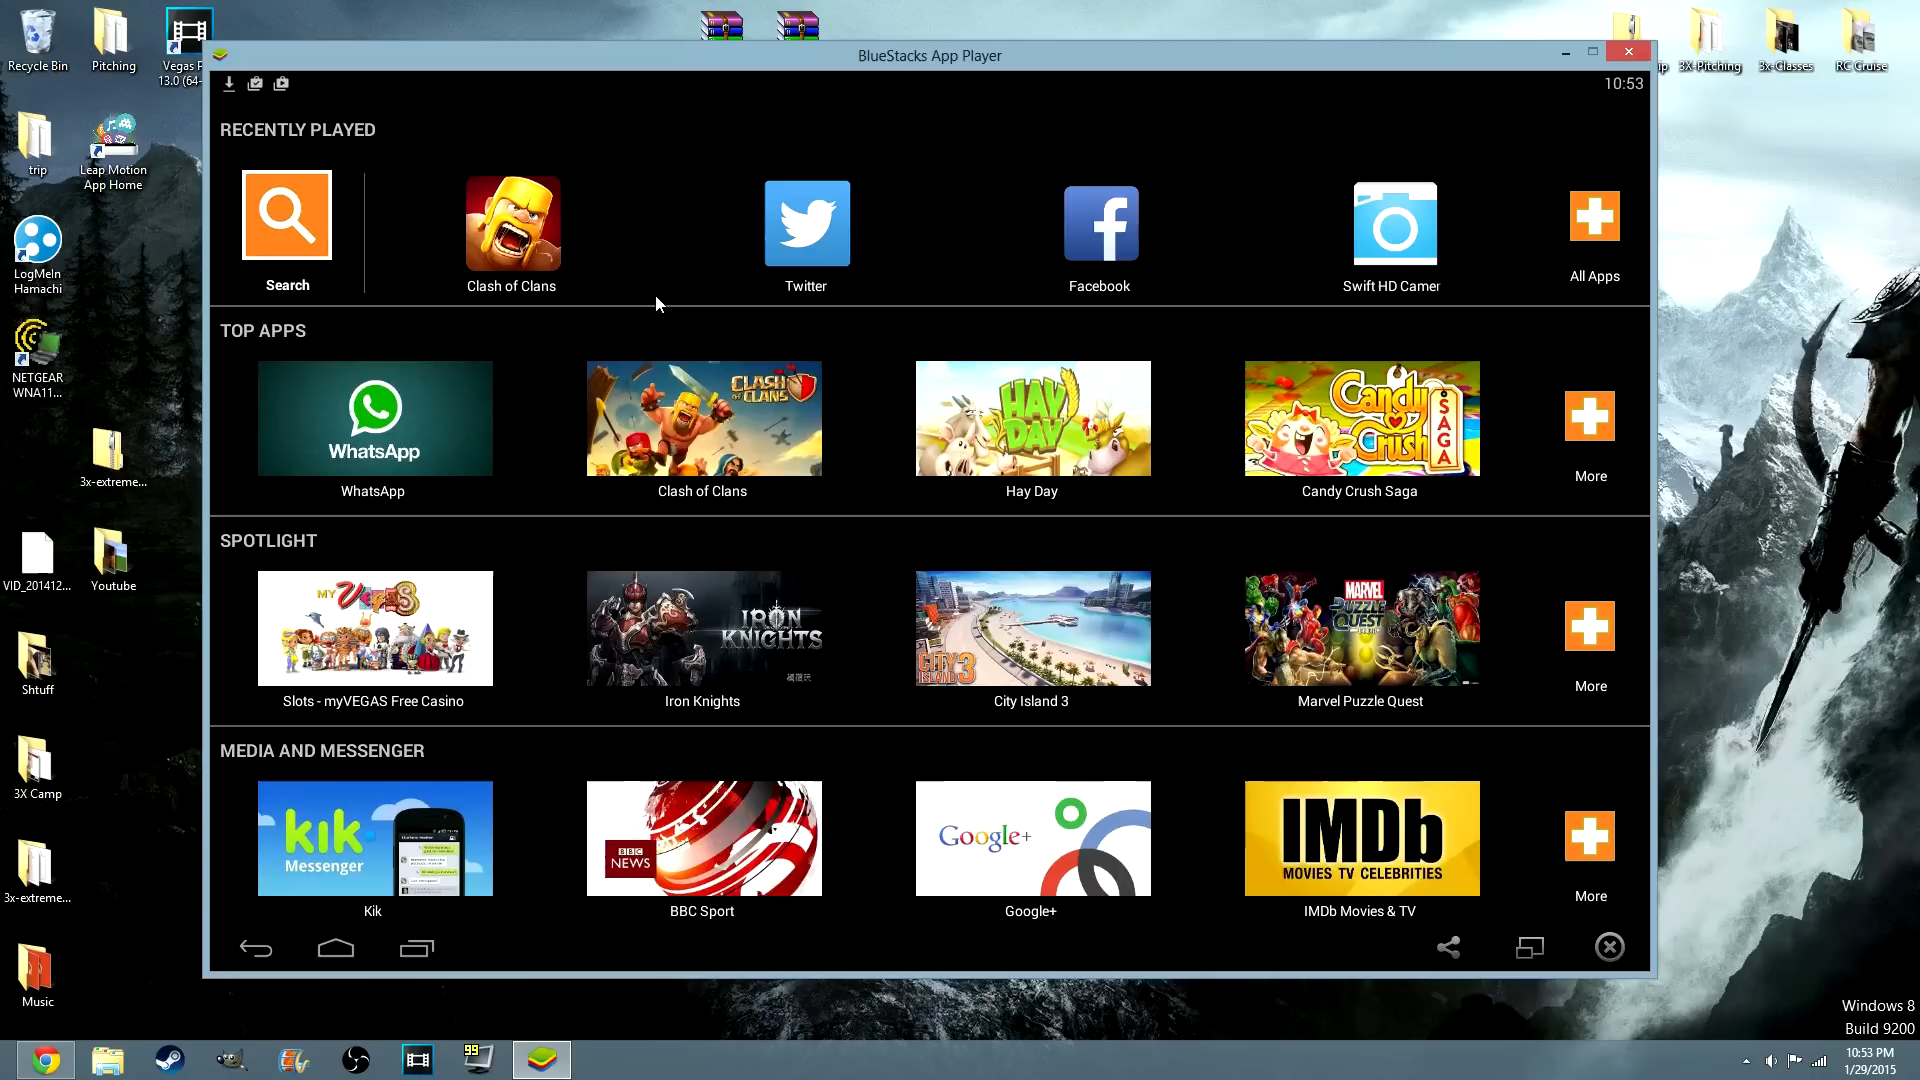 BlueStacks App Player
10:53
RECENTLY PLAYED
Search
Clash of Clans
Twitter
Facebook
Swift HD Camer
All Apps
TOP APPS
WhatsApp
CLASH OF CLANS
HAY DAY
Candy Crush SAGA
WhatsApp
Clash of Clans
Hay Day
Candy Crush Saga
More
SPOTLIGHT
MY VEGAS
IRON KNIGHTS
CITY ISLAND 3
MARVEL PUZZLE QUEST
Slots - myVEGAS Free Casino
Iron Knights
City Island 3
Marvel Puzzle Quest
More
MEDIA AND MESSENGER
kik Messenger
BBC NEWS
Google+
IMDb
MOVIES TV CELEBRITIES
Kik
BBC Sport
Google+
IMDb Movies & TV
More
Recycle Bin
Pitching
Vegas P
13.0 (64-
trip
Leap Motion
App Home
LogMeIn
Hamachi
NETGEAR
WNA11...
3x-extreme...
VID_201412...
Youtube
Shtuff
3X Camp
3x-extreme...
Music
ip
3X-Pitching
3x-Classes
RC Cruise
Windows 8
Build 9200
99
10:53 PM
1/29/2015